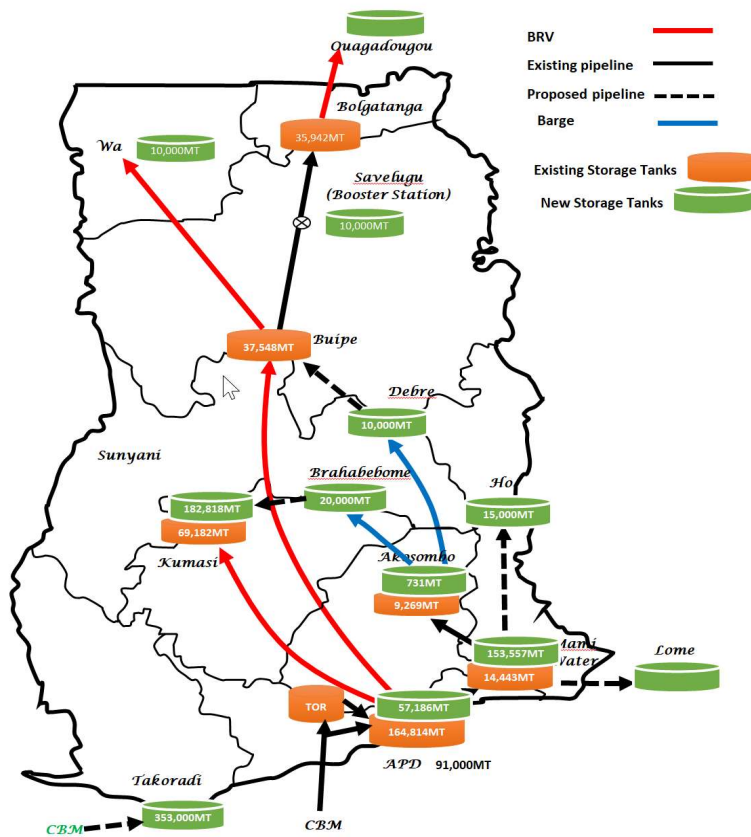 Ouagadougou
BRV
Existing pipeline
Proposed pipeline
Barge
Existing Storage Tanks
New Storage Tanks
Bolgatanga
35,942MT
Wa
10,000MT
Savelugu
(Booster Station)
10,000MT
Buipe
37,548MT
Debre
10,000MT
Sunyani
Brahabebome
20,000MT
Ho
15,000MT
182,818MT
69,182MT
Kumasi
Akosombo
731MT
9,269MT
Mami
Water
153,557MT
14,443MT
Lome
TOR
57,186MT
164,814MT
APD 91,000MT
Takoradi
353,000MT
CBM
CBM